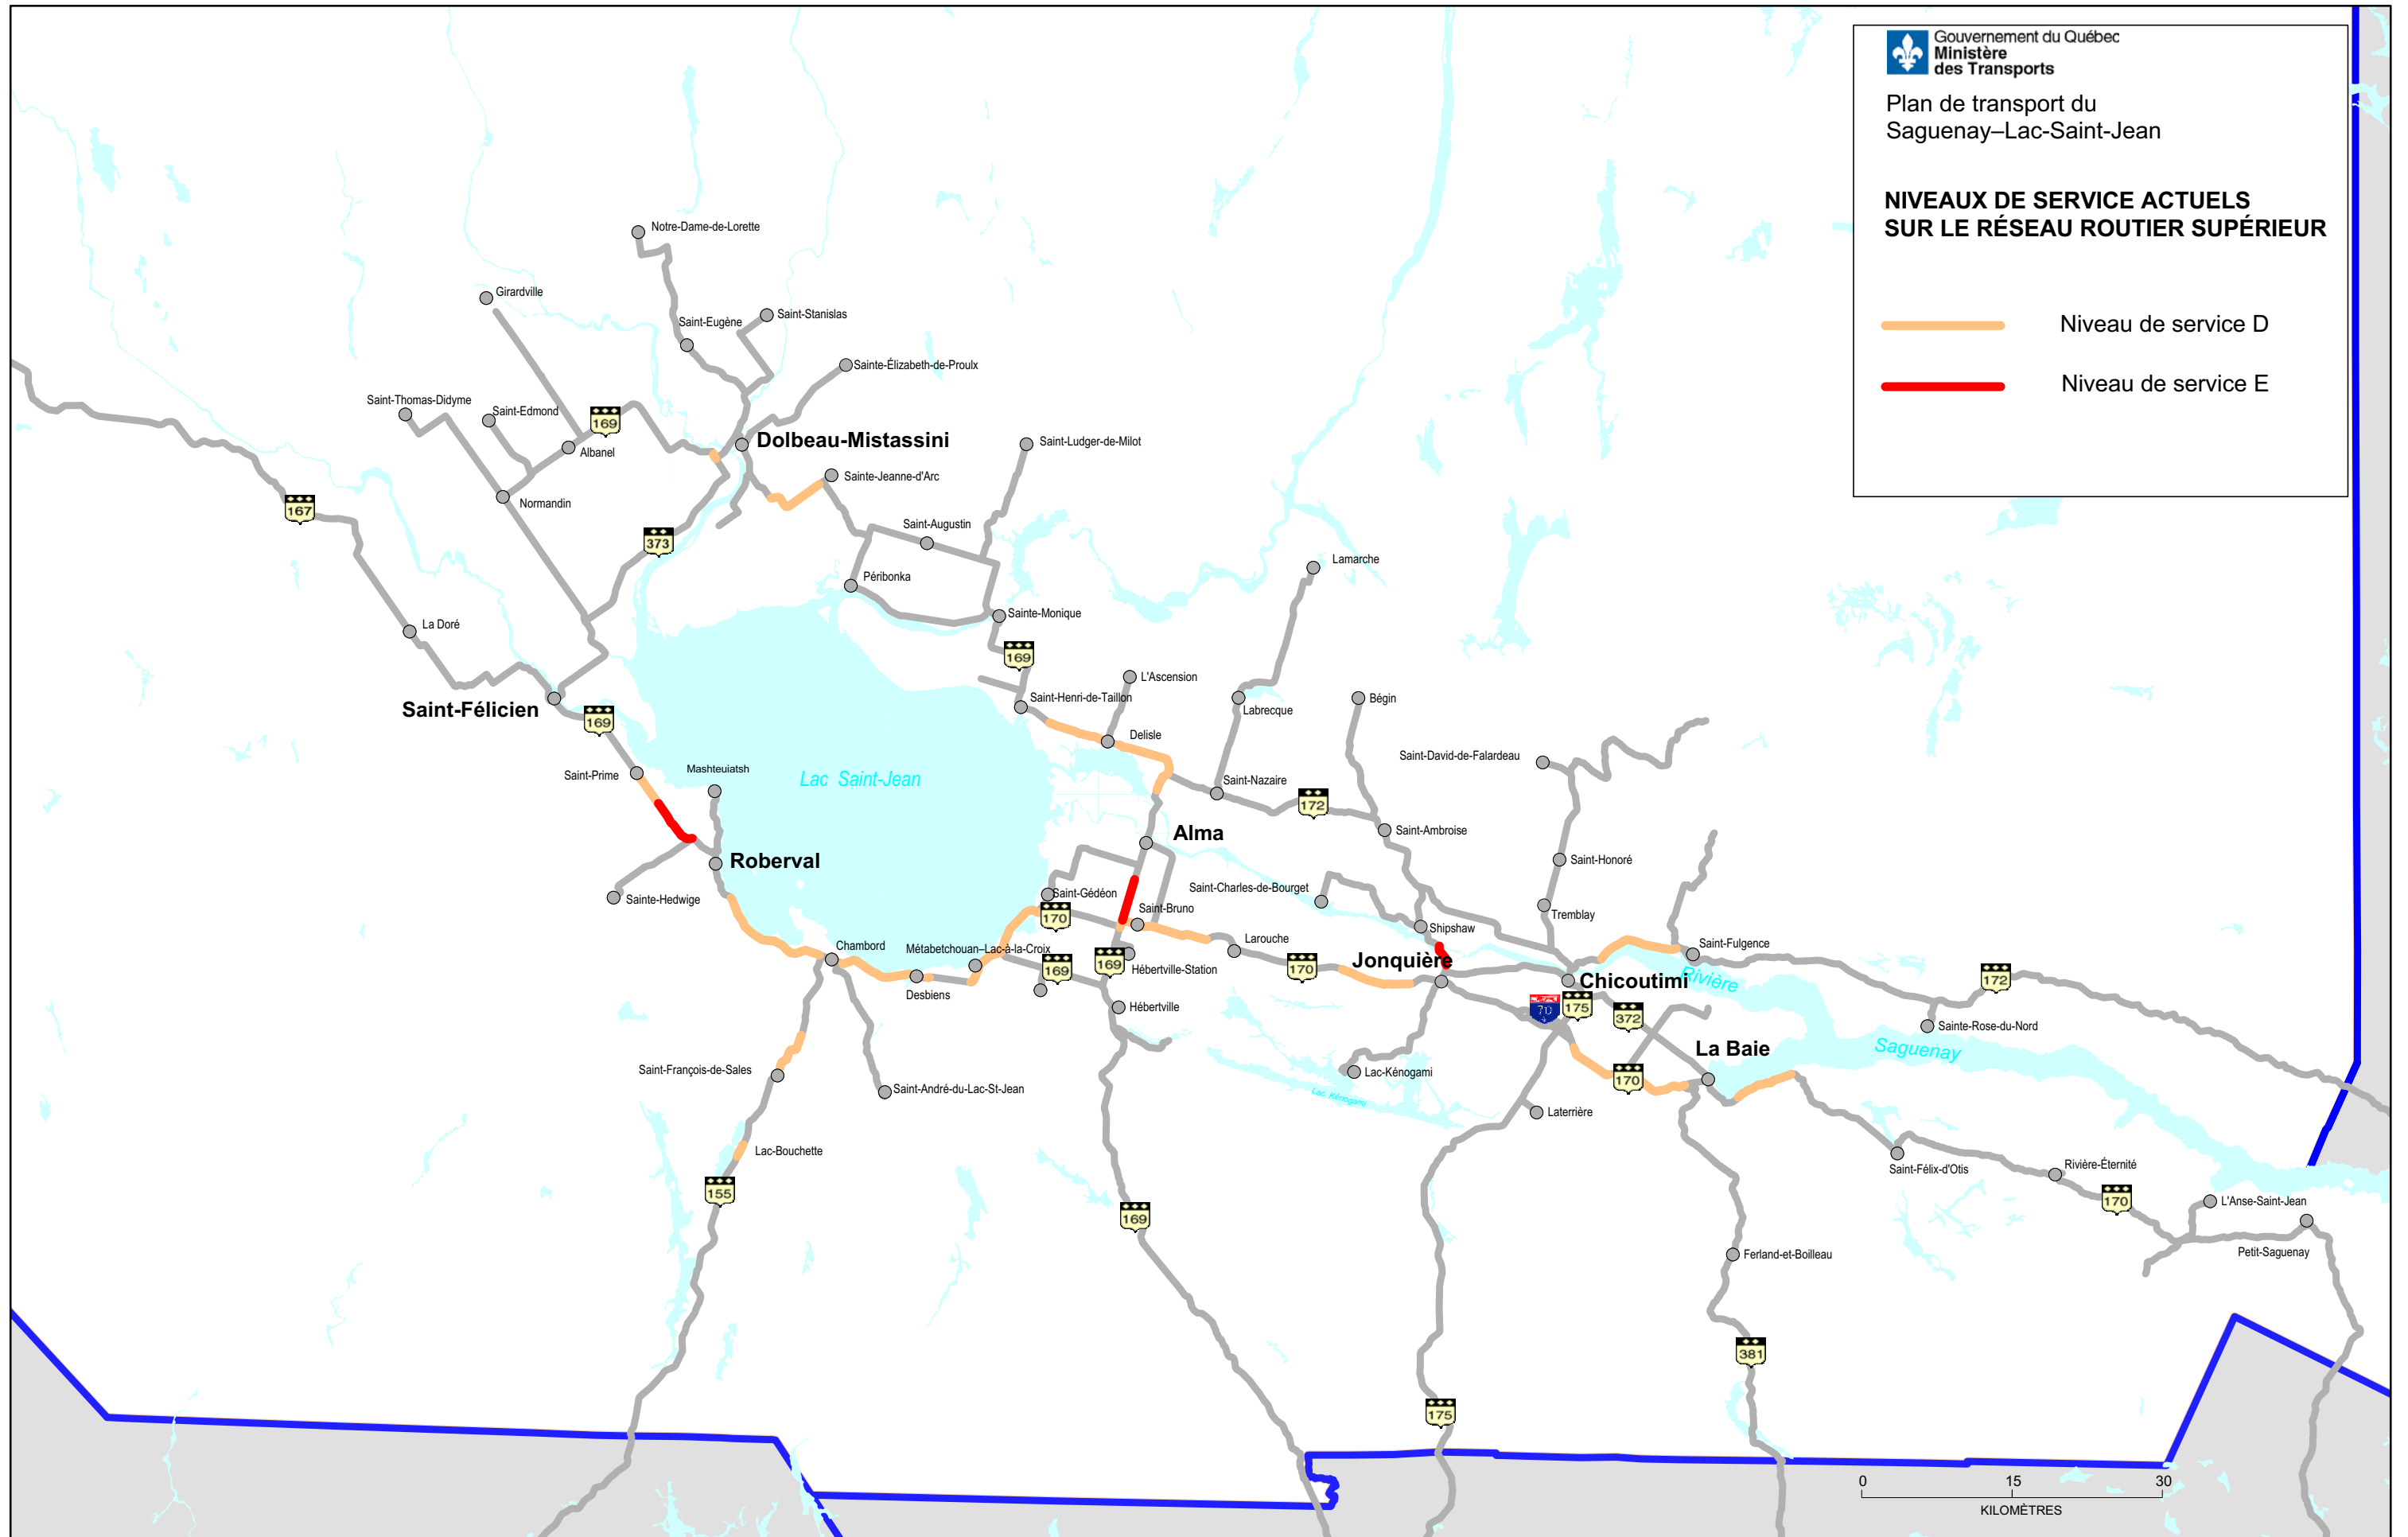 Gouvernement du Québec
Ministère
des Transports
Plan de transport du
Saguenay–Lac-Saint-Jean
NIVEAUX DE SERVICE ACTUELS
SUR LE RÉSEAU ROUTIER SUPÉRIEUR
Niveau de service D
Niveau de service E
Notre-Dame-de-Lorette
Girardville
Saint-Eugène
Saint-Stanislas
Sainte-Élizabeth-de-Proulx
Saint-Thomas-Didyme
Saint-Edmond
169
Albanel
Dolbeau-Mistassini
Saint-Ludger-de-Milot
Sainte-Jeanne-d'Arc
Normandin
167
373
Saint-Augustin
Lamarche
Péribonka
Sainte-Monique
La Doré
169
L'Ascension
Saint-Henri-de-Taillon
Labrecque
Bégin
Saint-Félicien
169
Delisle
Saint-David-de-Falardeau
Saint-Prime
Mashteuiatsh
Lac Saint-Jean
Saint-Nazaire
172
Alma
Saint-Ambroise
Roberval
Saint-Honoré
Sainte-Hedwige
Saint-Gédéon
Saint-Charles-de-Bourget
170
Saint-Bruno
Tremblay
Shipshaw
Chambord
Métabetchouan–Lac-à-la-Croix
Larouche
Saint-Fulgence
169
169
Hébertville-Station
170
Jonquière
Chicoutimi
Rivière
172
Desbiens
Hébertville
70
175
372
Sainte-Rose-du-Nord
La Baie
Saguenay
Saint-François-de-Sales
Saint-André-du-Lac-St-Jean
Lac-Kénogami
170
Lac Kénogami
Laterrière
Lac-Bouchette
Saint-Félix-d'Otis
Rivière-Éternité
155
170
L'Anse-Saint-Jean
169
Ferland-et-Boilleau
Petit-Saguenay
381
175
0 15 30
KILOMÈTRES